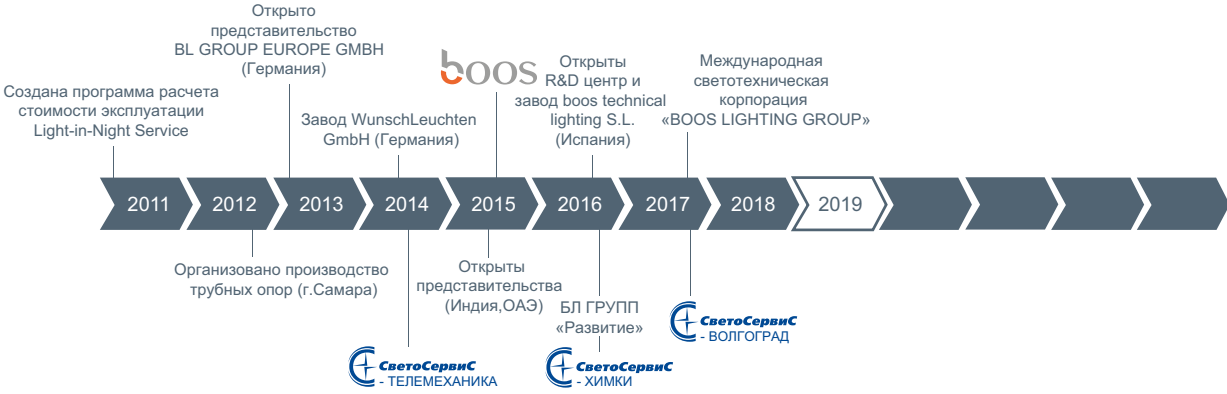 Открыто
представительство
BL GROUP EUROPE GMBH
(Германия)
Создана программа расчета
стоимости эксплуатации
Light-in-Night Service
Завод WunschLeuchten
GmbH (Германия)
boos
Открыты
R&D центр и
завод boos technical
lighting S.L.
(Испания)
Международная
светотехническая
корпорация
«BOOS LIGHTING GROUP»
2011
2012
2013
2014
2015
2016
2017
2018
2019
Организовано производство
трубных опор (г.Самара)
СветоСервиС
- ТЕЛЕМЕХАНИКА
Открыты
представительства
(Индия,ОАЭ)
БЛ ГРУПП
«Развитие»
СветоСервиС
- ХИМКИ
СветоСервиС
- ВОЛГОГРАД